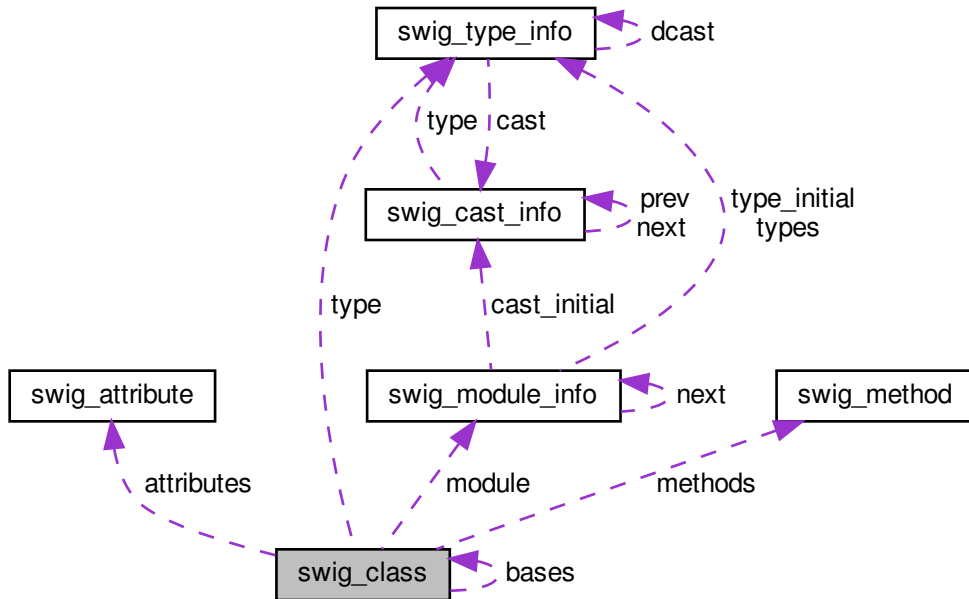 swig_type_info
dcast
type
cast
swig_cast_info
prev
next
type_initial
types
type
cast_initial
swig_attribute
swig_module_info
next
swig_method
attributes
module
methods
swig_class
bases